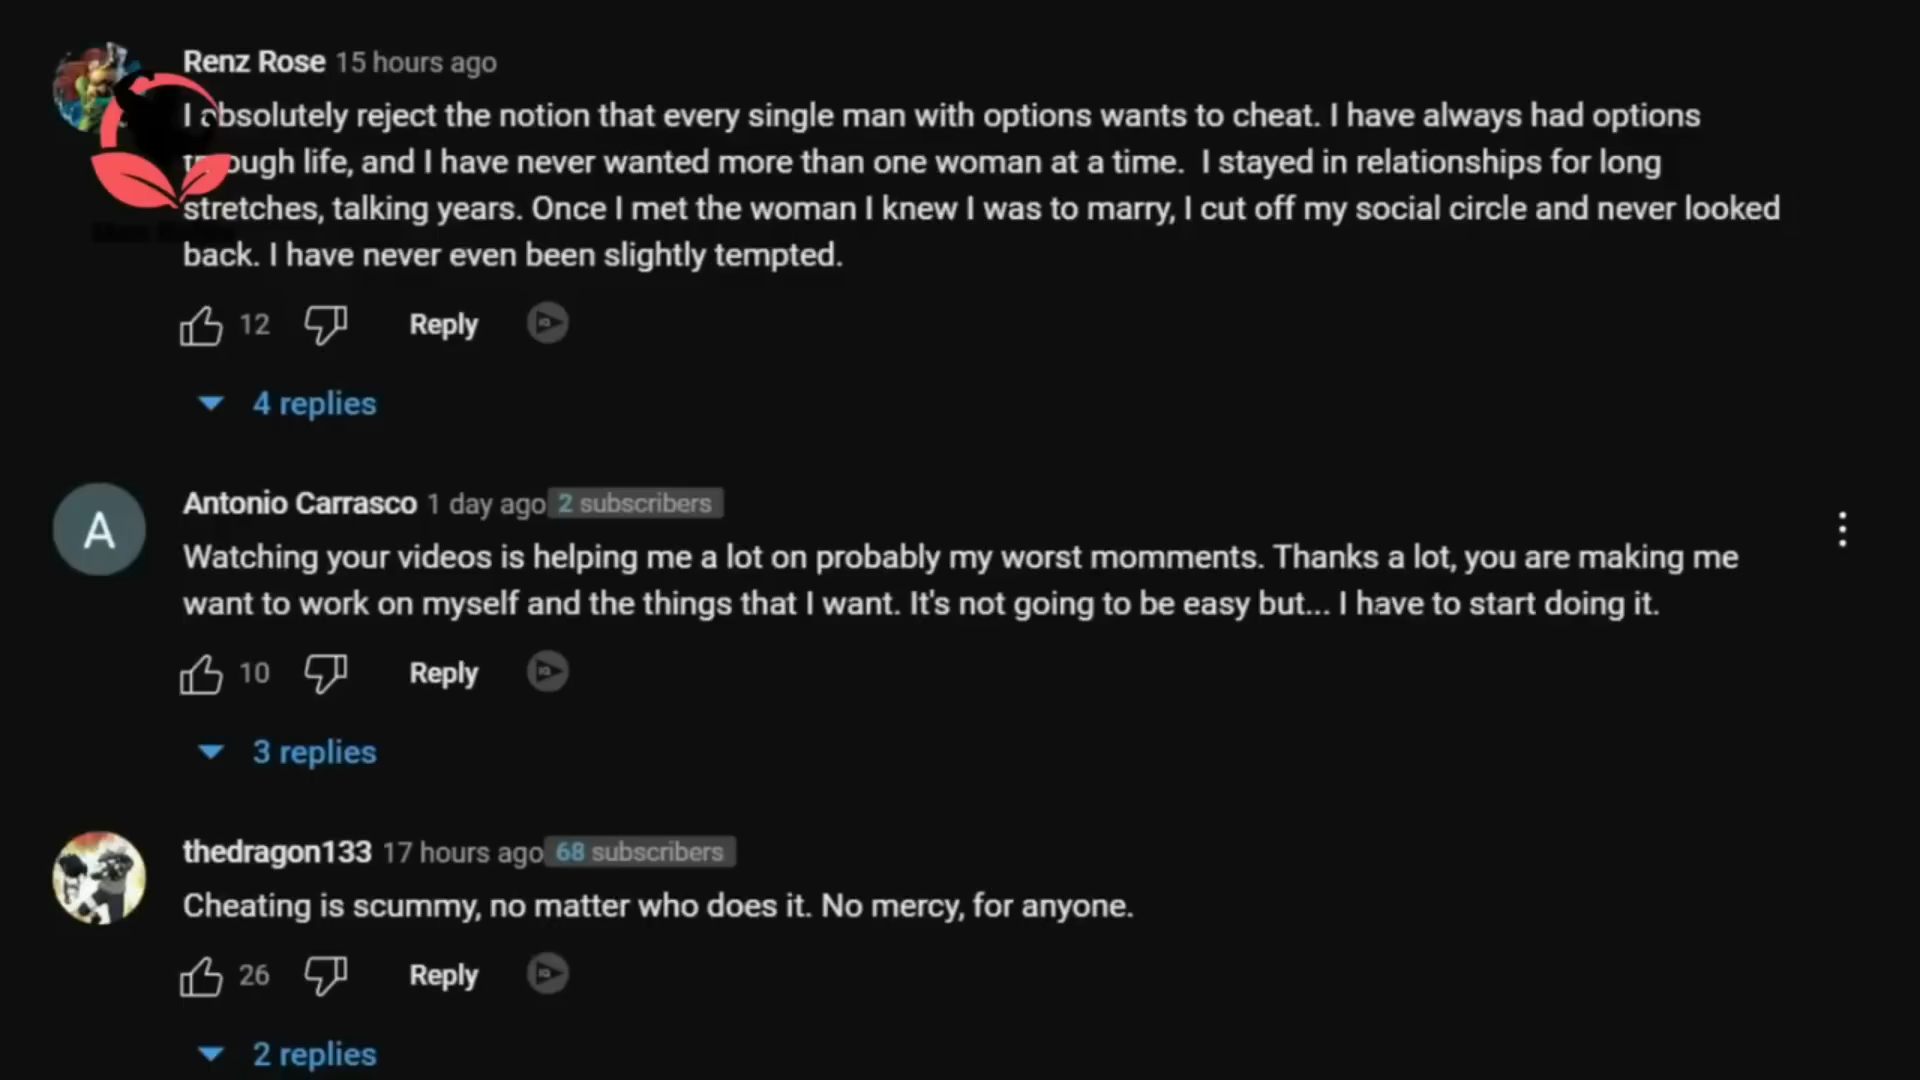 Renz Rose 15 hours ago
I absolutely reject the notion that every single man with options wants to cheat. I have always had options
through life, and I have never wanted more than one woman at a time. I stayed in relationships for long
stretches, talking years. Once I met the woman I knew I was to marry, I cut off my social circle and never looked
back. I have never even been slightly tempted.
12 Reply
4 replies
A
Antonio Carrasco 1 day ago 2 subscribers
Watching your videos is helping me a lot on probably my worst momments. Thanks a lot, you are making me
want to work on myself and the things that I want. It's not going to be easy but... I have to start doing it.
10 Reply
3 replies
thedragon133 17 hours ago 68 subscribers
Cheating is scummy, no matter who does it. No mercy, for anyone.
26 Reply
2 replies